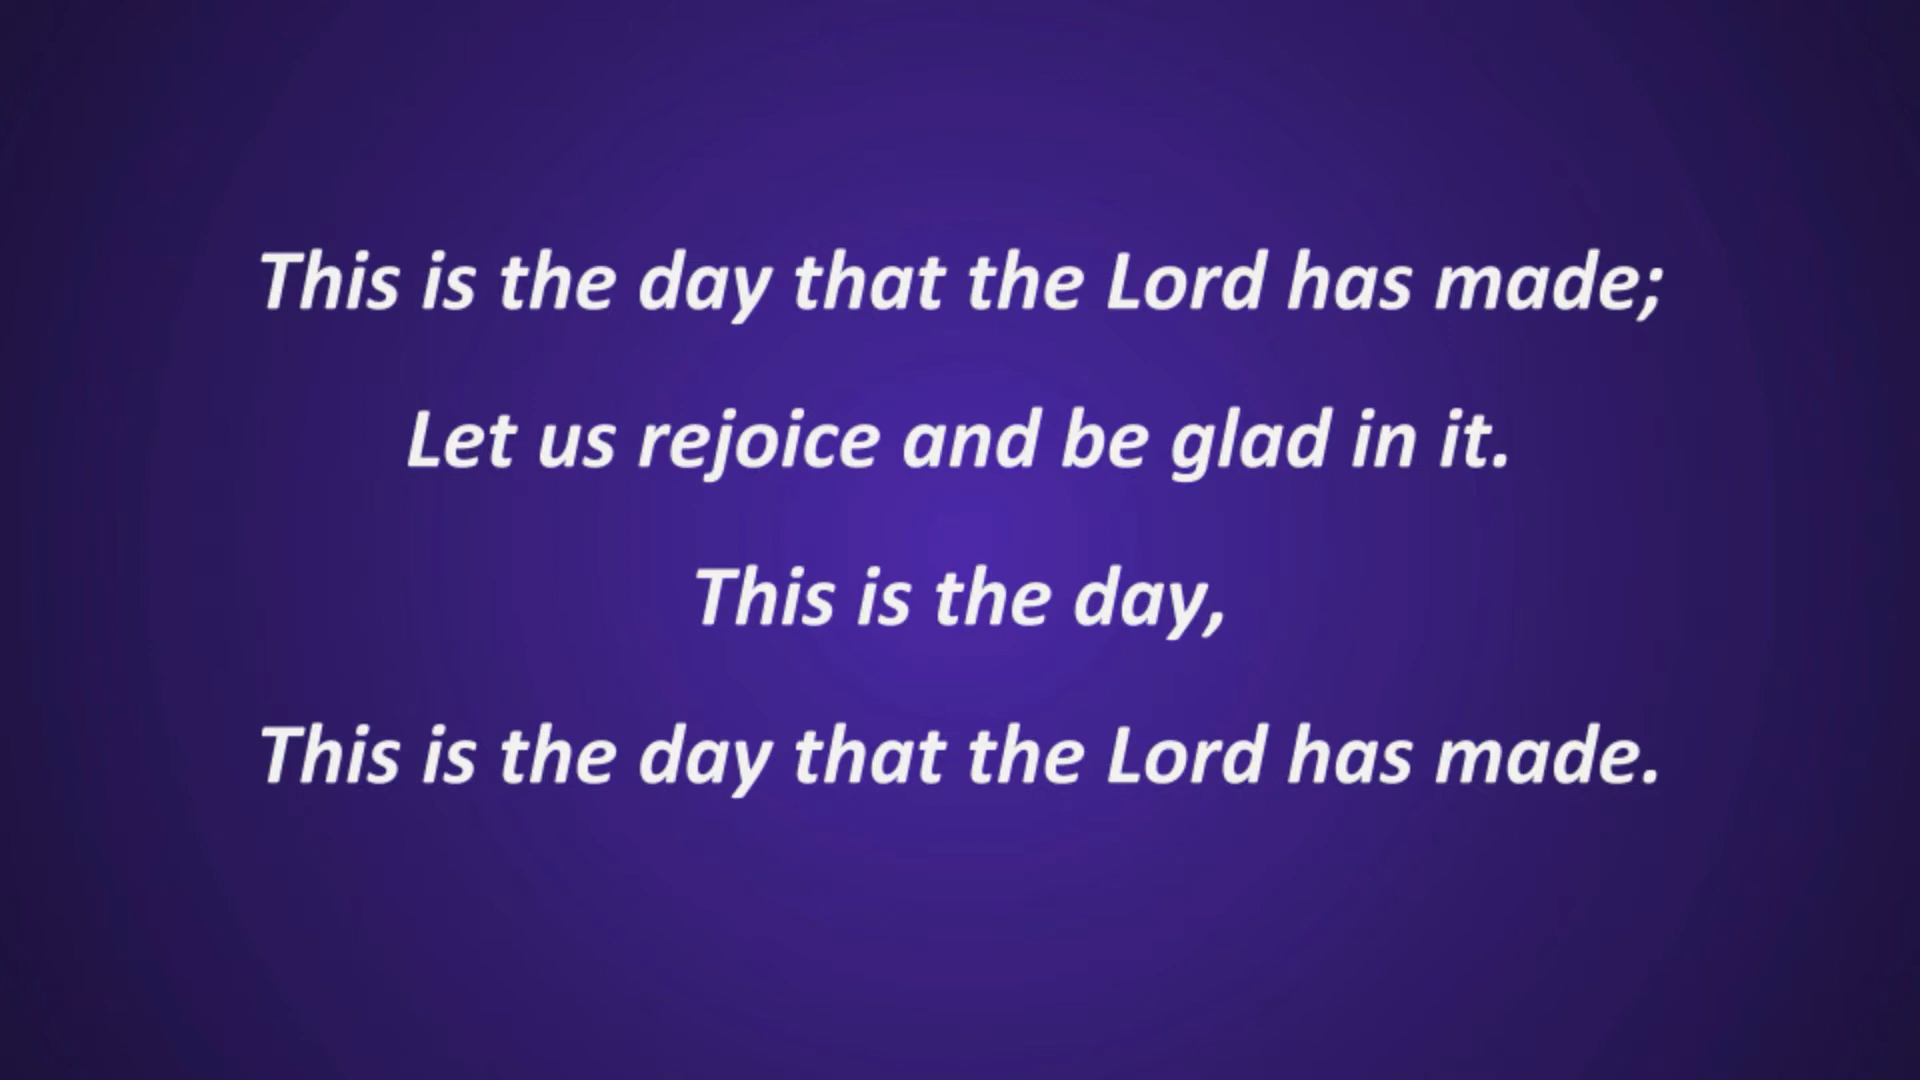 This is the day that the Lord has made;
Let us rejoice and be glad in it.
This is the day,
This is the day that the Lord has made.